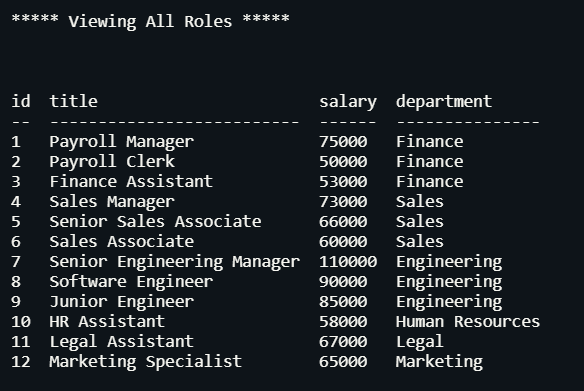 ***** Viewing All Roles *****
id  title                       salary  department
--  --------------------------  ------  ---------------
1   Payroll Manager             75000   Finance
2   Payroll Clerk               50000   Finance
3   Finance Assistant           53000   Finance
4   Sales Manager               73000   Sales
5   Senior Sales Associate      66000   Sales
6   Sales Associate             60000   Sales
7   Senior Engineering Manager  110000  Engineering
8   Software Engineer           90000   Engineering
9   Junior Engineer             85000   Engineering
10  HR Assistant                58000   Human Resources
11  Legal Assistant             67000   Legal
12  Marketing Specialist        65000   Marketing